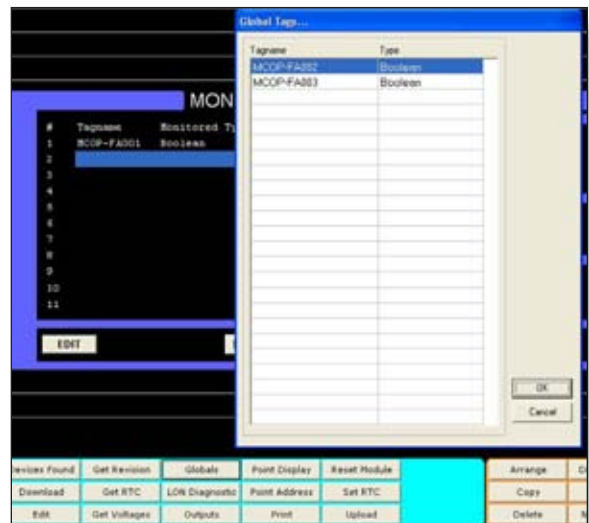 Global Tags...
Tagname Type
MCOP-FA002 Boolean
MCOP-FA003 Boolean
MON
# Tagname Monitored Ty
1 MCOP-FA001 Boolean
2
3
4
5
6
7
8
9
10
11
EDIT
OK
Cancel
evices Found Get Revision Globals Point Display Reset Module Arrange
Download Get RTC LON Diagnostic Point Address Set RTC Copy
Edit Get Voltages Outputs Print Upload Delete